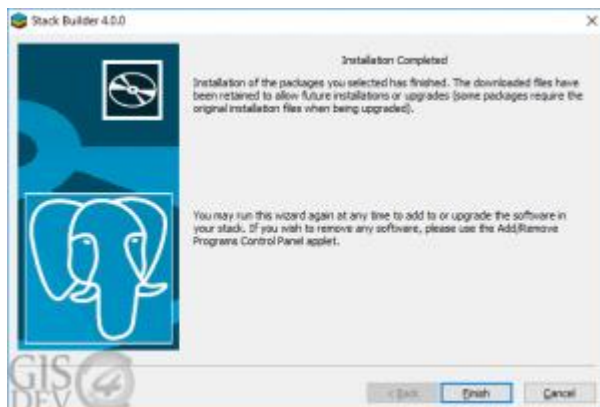 Stack Builder 4.0.0
Installation Completed
Installation of the packages you selected has finished. The downloaded files have
been retained to allow future installations or upgrades (some packages require the
original installation files when being upgraded).
You may run this wizard again at any time to add to or upgrade the software in
your stack. If you wish to remove any software, please use the Add/Remove
Programs Control Panel applet.
GIS 4
DEV
< Back
Finish
Cancel